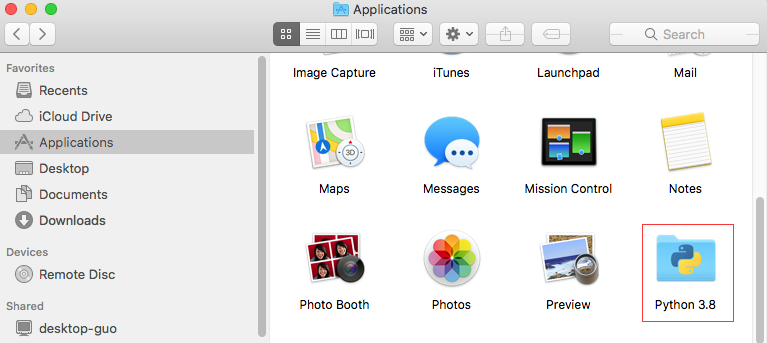 Applications
Search
Favorites
Recents
iCloud Drive
Applications
Desktop
Documents
Downloads
Devices
Remote Disc
Shared
desktop-guo
Image Capture
iTunes
Launchpad
Mail
3D
Maps
Messages
Mission Control
Notes
Photo Booth
Photos
Preview
Python 3.8